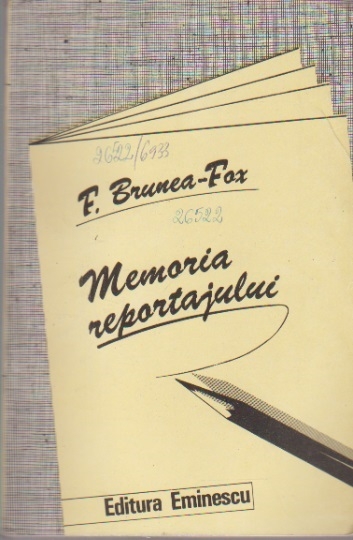 2622/6933
F. Brunea-Fox
26522
Memoria
reportajului
Editura Eminescu